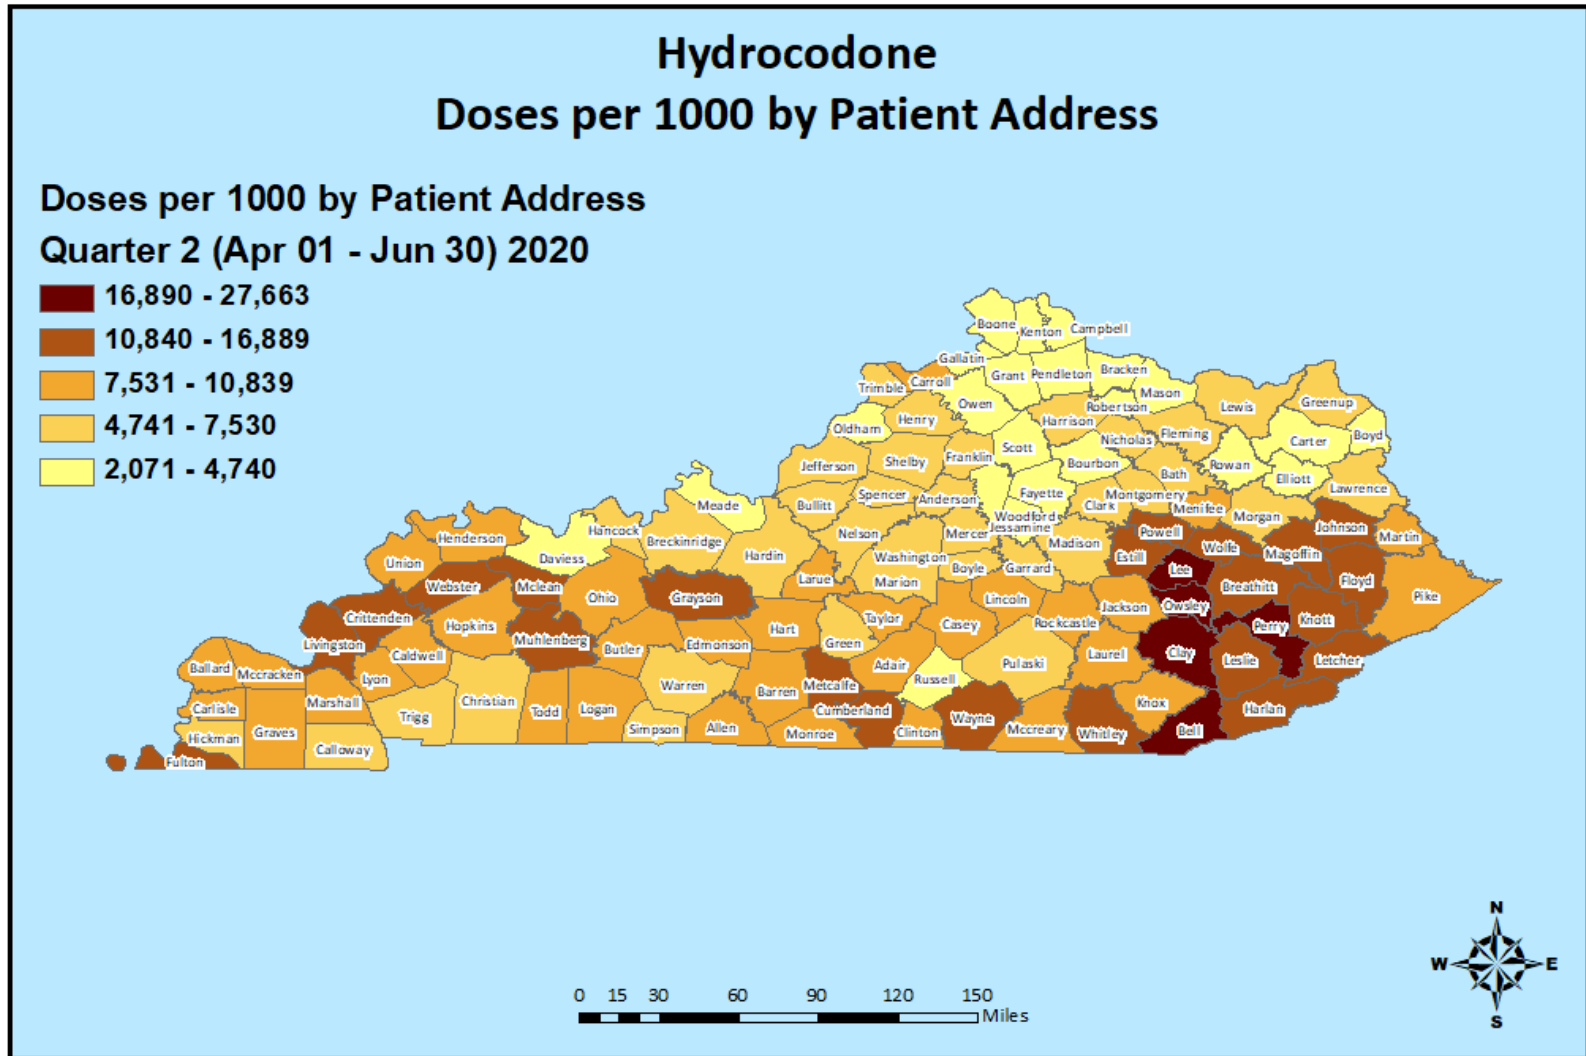 Hydrocodone
Doses per 1000 by Patient Address
Doses per 1000 by Patient Address
Quarter 2 (Apr 01 - Jun 30) 2020
16,890 - 27,663
10,840 - 16,889
7,531 - 10,839
4,741 - 7,530
2,071 - 4,740
Boone
Kenton
Campbell
Gallatin
Grant
Pendleton
Bracken
Mason
Trimble
Carroll
Owen
Robertson
Lewis
Greenup
Oldham
Henry
Harrison
Nicholas
Fleming
Carter
Boyd
Jefferson
Shelby
Franklin
Scott
Bourbon
Bath
Rowan
Elliott
Lawrence
Meade
Bullitt
Spencer
Anderson
Fayette
Woodford
Jessamine
Clark
Montgomery
Menifee
Morgan
Johnson
Martin
Henderson
Daviess
Hancock
Breckinridge
Hardin
Nelson
Washington
Mercer
Madison
Estill
Powell
Wolfe
Magoffin
Floyd
Pike
Union
Webster
Mclean
Ohio
Grayson
Larue
Marion
Boyle
Garrard
Lee
Breathitt
Knott
Crittenden
Livingston
Hopkins
Muhlenberg
Butler
Edmonson
Hart
Green
Taylor
Casey
Lincoln
Rockcastle
Jackson
Owsley
Perry
Letcher
Ballard
Mccracken
Lyon
Caldwell
Warren
Barren
Metcalfe
Adair
Russell
Pulaski
Laurel
Clay
Leslie
Harlan
Carlisle
Marshall
Trigg
Christian
Todd
Logan
Simpson
Allen
Monroe
Cumberland
Clinton
Wayne
Mccreary
Whitley
Knox
Bell
Hickman
Graves
Calloway
Fulton
N
W E
S
0 15 30 60 90 120 150
Miles